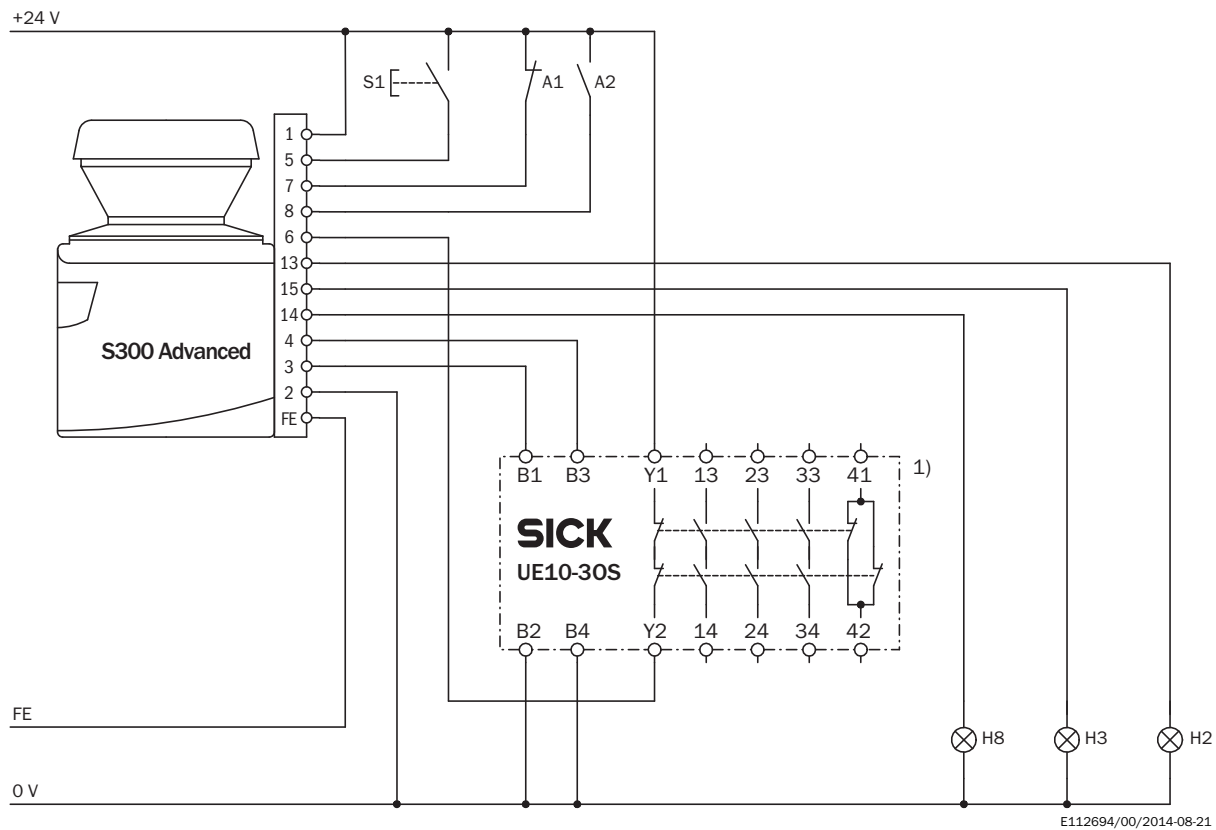 +24 V
S1
A1
A2
1
5
7
8
6
13
15
14
4
3
2
FE
S300 Advanced
B1 B3 Y1 13 23 33 41
1)
SICK
UE10-3OS
B2 B4 Y2 14 24 34 42
FE
H8
H3
H2
0 V
E112694/00/2014-08-21